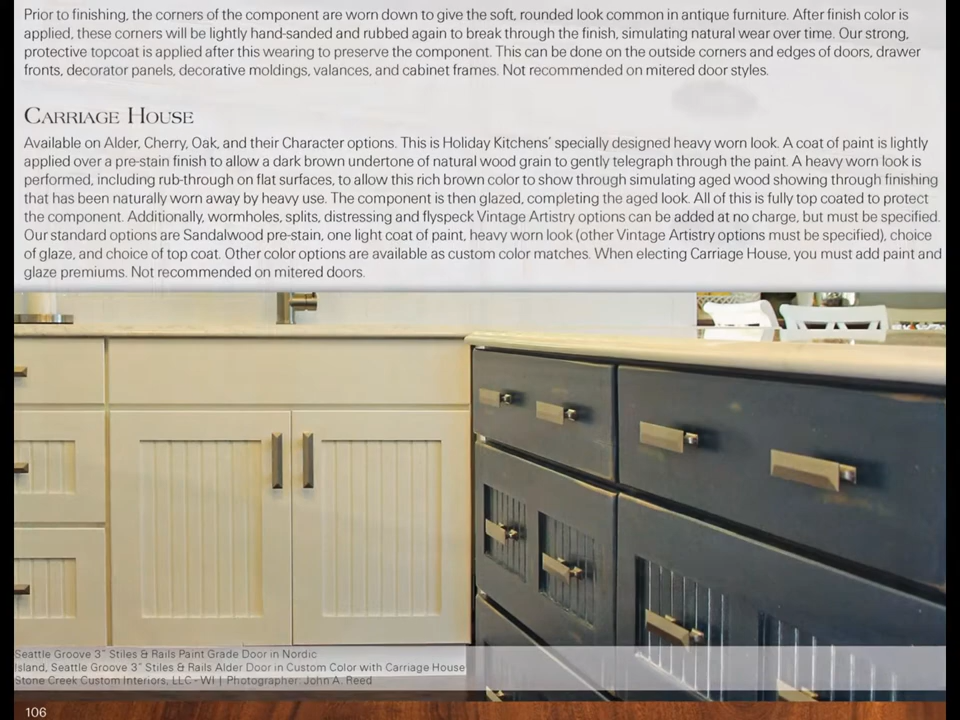 Prior to finishing, the corners of the component are worn down to give the soft, rounded look common in antique furniture. After finish color is
applied, these corners will be lightly hand-sanded and rubbed again to break through the finish, simulating natural wear over time. Our strong,
protective topcoat is applied after this wearing to preserve the component. This can be done on the outside corners and edges of doors, drawer
fronts, decorator panels, decorative moldings, valances, and cabinet frames. Not recommended on mitered door styles.
Carriage House
Available on Alder, Cherry, Oak, and their Character options. This is Holiday Kitchens' specially designed heavy worn look. A coat of paint is lightly
applied over a pre-stain finish to allow a dark brown undertone of natural wood grain to gently telegraph through the paint. A heavy worn look is
performed, including rub-through on flat surfaces, to allow this rich brown color to show through simulating aged wood showing through finishing
that has been naturally worn away by heavy use. The component is then glazed, completing the aged look. All of this is fully top coated to protect
the component. Additionally, wormholes, splits, distressing and flyspeck Vintage Artistry options can be added at no charge, but must be specified.
Our standard options are Sandalwood pre-stain, one light coat of paint, heavy worn look (other Vintage Artistry options must be specified), choice
of glaze, and choice of top coat. Other color options are available as custom color matches. When electing Carriage House, you must add paint and
glaze premiums. Not recommended on mitered doors.
Seattle Groove 3" Stiles & Rails Paint Grade Door in Nordic
Island, Seattle Groove 3" Stiles & Rails Alder Door in Custom Color with Carriage House
Stone Creek Custom Interiors, LLC - WI | Photographer: John A. Reed
106